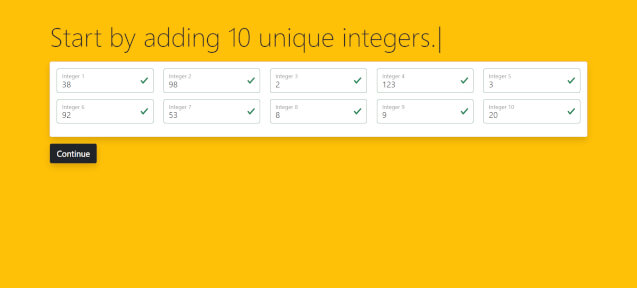 Start by adding 10 unique integers.|
Integer 1 Integer 2 Integer 3 Integer 4 Integer 5
38 98 2 123 3
Integer 6 Integer 7 Integer 8 Integer 9 Integer 10
92 53 8 9 20
Continue